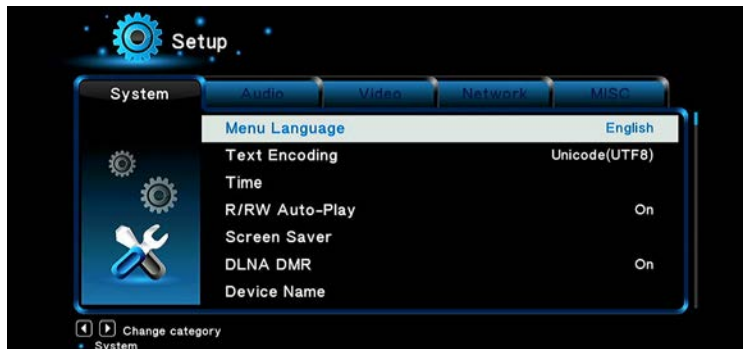 Setup
System Audio Video Network MISC
Menu Language English
Text Encoding Unicode(UTF8)
Time
R/RW Auto-Play On
Screen Saver
DLNA DMR On
Device Name
Change category
System